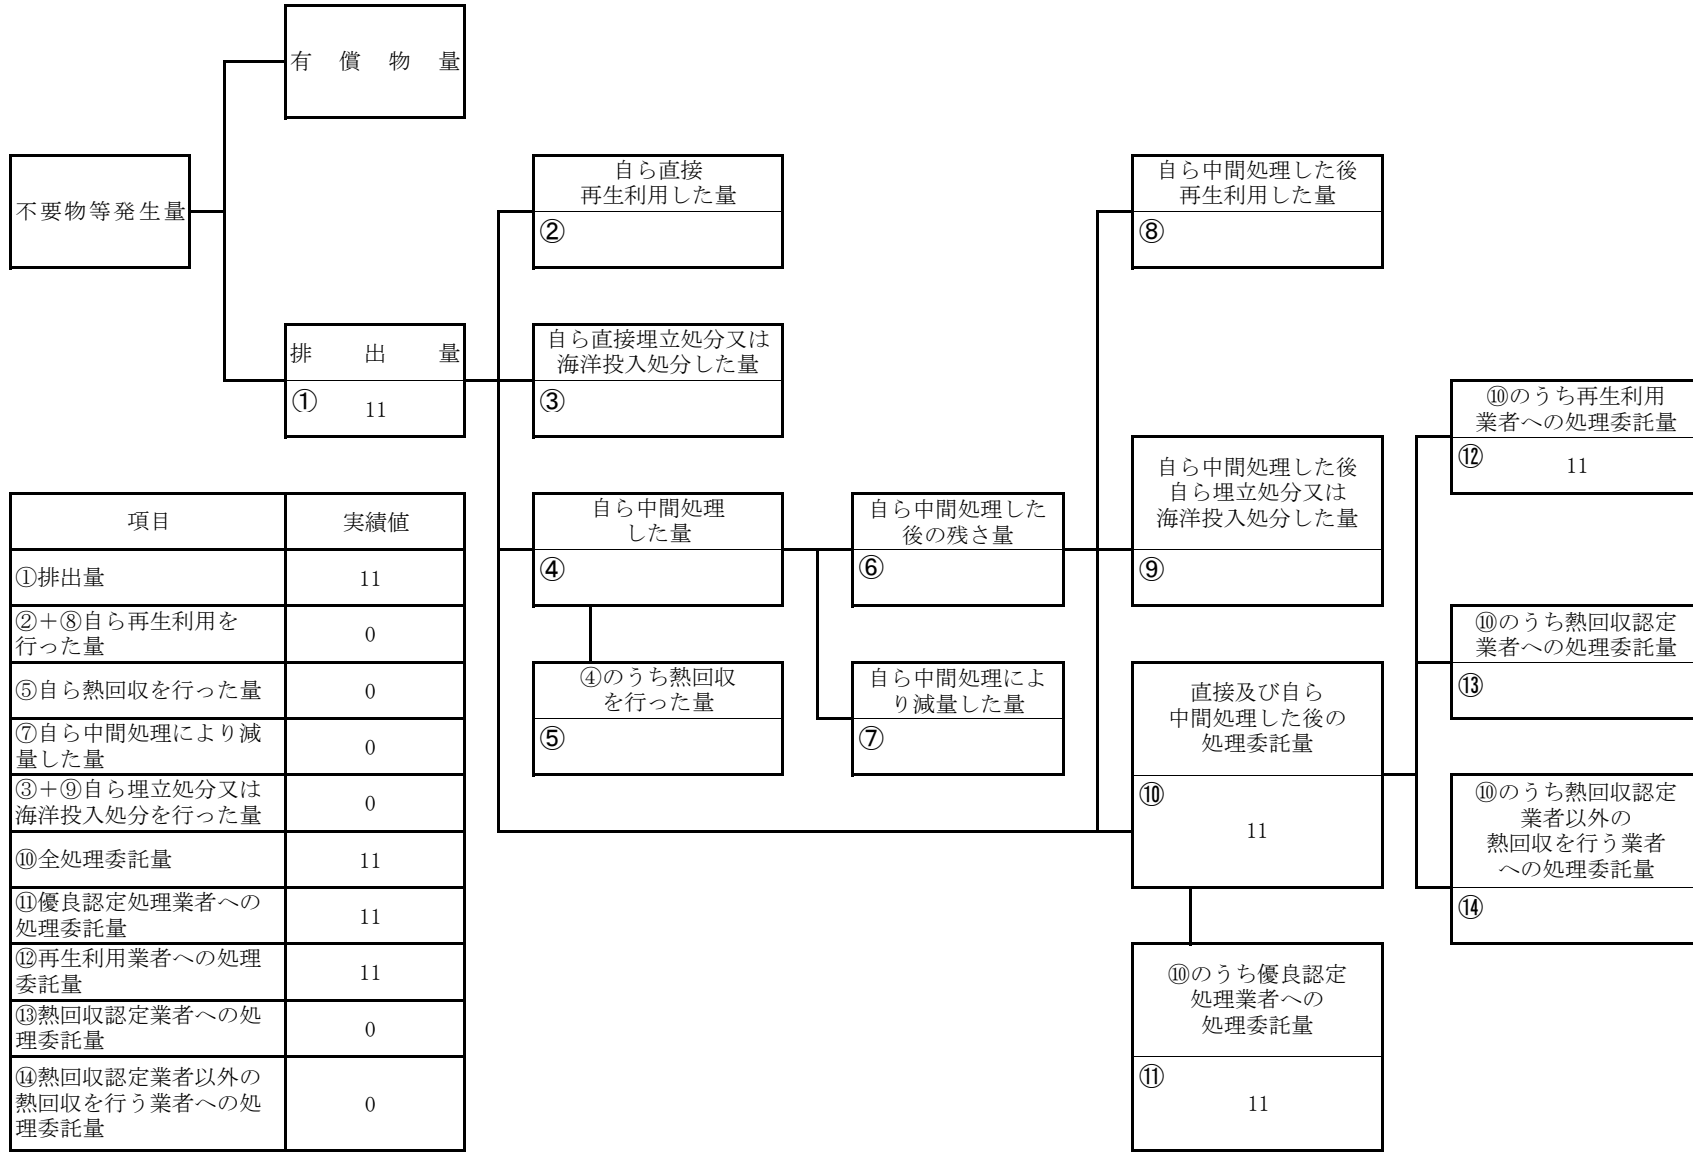 有償物量
不要物等発生量
排出量
①
11
自ら直接
再生利用した量
②
自ら直接埋立処分又は
海洋投入処分した量
③
自ら中間処理
した量
④
④のうち熱回収
を行った量
⑤
自ら中間処理した
後の残さ量
⑥
自ら中間処理によ
り減量した量
⑦
自ら中間処理した後
再生利用した量
⑧
自ら中間処理した後
自ら埋立処分又は
海洋投入処分した量
⑨
直接及び自ら
中間処理した後の
処理委託量
⑩
11
⑩のうち優良認定
処理業者への
処理委託量
⑪
11
⑩のうち再生利用
業者への処理委託量
⑫
11
⑩のうち熱回収認定
業者への処理委託量
⑬
⑩のうち熱回収認定
業者以外の
熱回収を行う業者
への処理委託量
⑭
項目 実績値
①排出量 11
②+⑧自ら再生利用を
行った量 0
⑤自ら熱回収を行った量 0
⑦自ら中間処理により減
量した量 0
③+⑨自ら埋立処分又は
海洋投入処分を行った量 0
⑩全処理委託量 11
⑪優良認定処理業者への
処理委託量 11
⑫再生利用業者への処理
委託量 11
⑬熱回収認定業者への処
理委託量 0
⑭熱回収認定業者以外の
熱回収を行う業者への処
理委託量 0